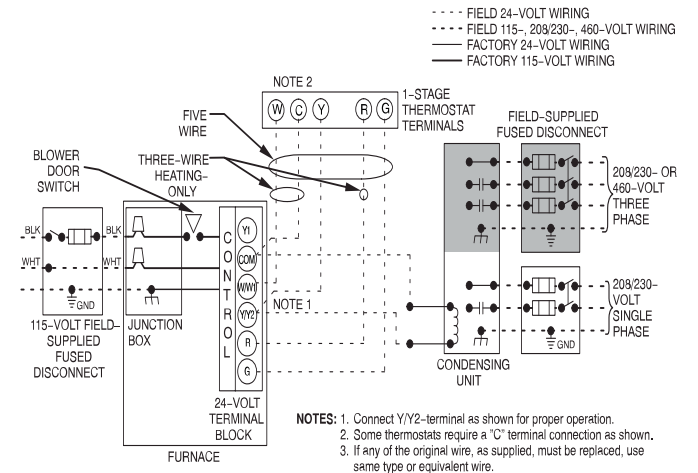 FIELD 24-VOLT WIRING
FIELD 115-, 208/230-, 460-VOLT WIRING
FACTORY 24-VOLT WIRING
FACTORY 115-VOLT WIRING
NOTE 2
W C Y R G
1-STAGE
THERMOSTAT
TERMINALS
FIVE
WIRE
THREE-WIRE
HEATING-
ONLY
BLOWER
DOOR
SWITCH
FIELD-SUPPLIED
FUSED DISCONNECT
208/230- OR
460-VOLT
THREE
PHASE
BLK
BLK
WHT
WHT
GND
115-VOLT FIELD-
SUPPLIED
FUSED
DISCONNECT
JUNCTION
BOX
CONTROL
Y1
COM
W/W1
Y/Y2
R
G
NOTE 1
24-VOLT
TERMINAL
BLOCK
FURNACE
208/230-
VOLT
SINGLE
PHASE
GND
CONDENSING
UNIT
NOTES: 1. Connect Y/Y2-terminal as shown for proper operation.
2. Some thermostats require a "C" terminal connection as shown.
3. If any of the original wire, as supplied, must be replaced, use
same type or equivalent wire.